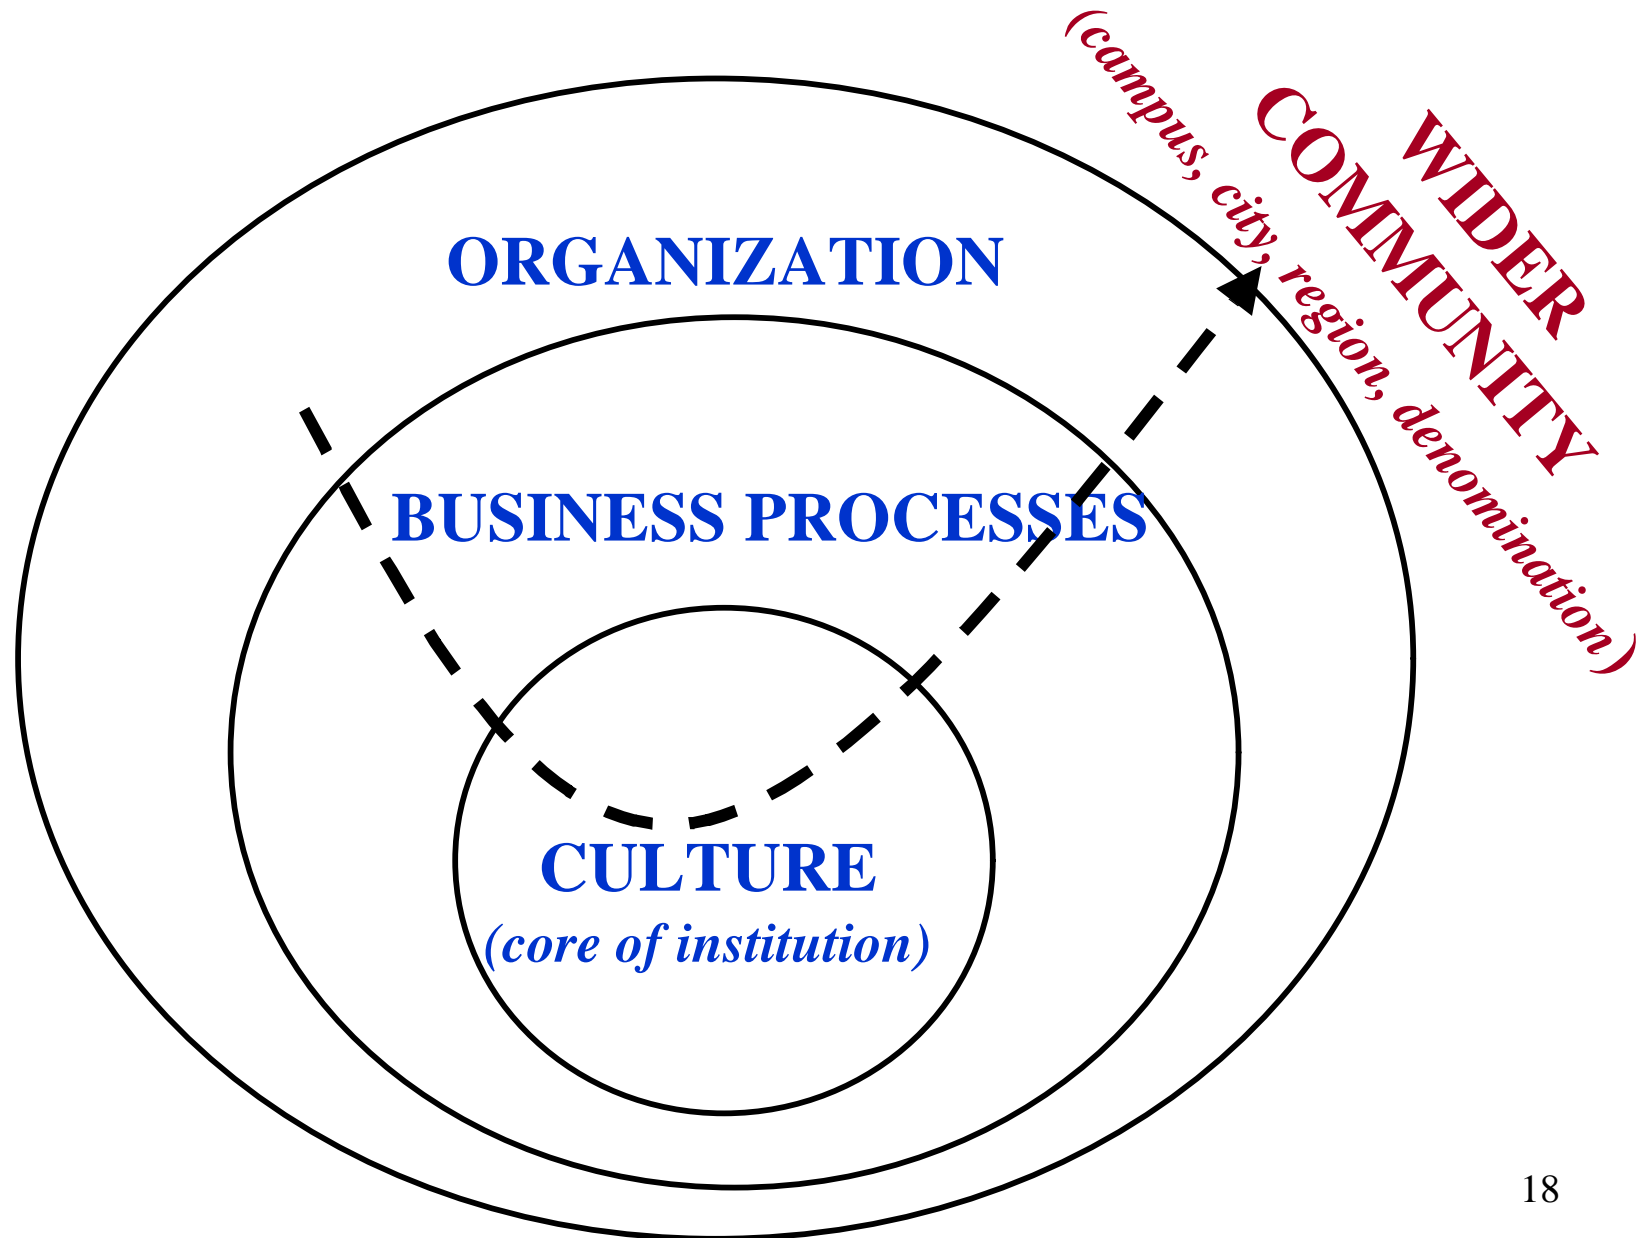 WIDER
COMMUNITY
(campus, city, region, denomination)
ORGANIZATION
BUSINESS PROCESSES
CULTURE
(core of institution)
18